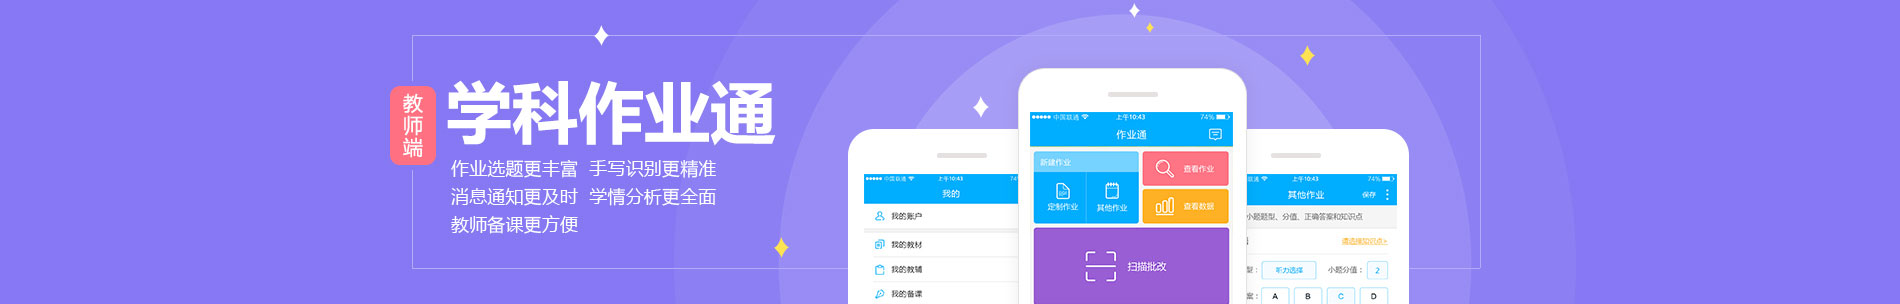 教师端
学科作业通
作业选题更丰富 手写识别更精准
消息通知更及时 学情分析更全面
教师备课更方便
中国联通 上午10:43 74%
我的
我的账户
我的教材
我的教辅
我的备课
中国联通 上午10:43 74%
作业通
新建作业
定制作业 其他作业
查看作业
查看数据
扫描批改
联通 上午10:43 74%
其他作业 保存
小题题型、分值、正确答案和知识点
请选择知识点»
型： 听力选择 小题分值： 2
案： A B C D